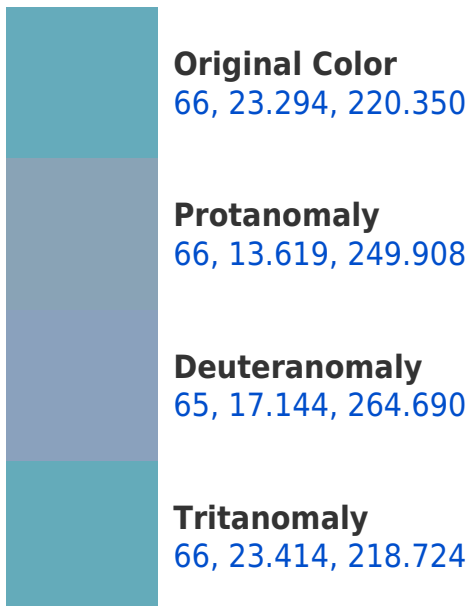 Original Color
66, 23.294, 220.350
Protanomaly
66, 13.619, 249.908
Deuteranomaly
65, 17.144, 264.690
Tritanomaly
66, 23.414, 218.724